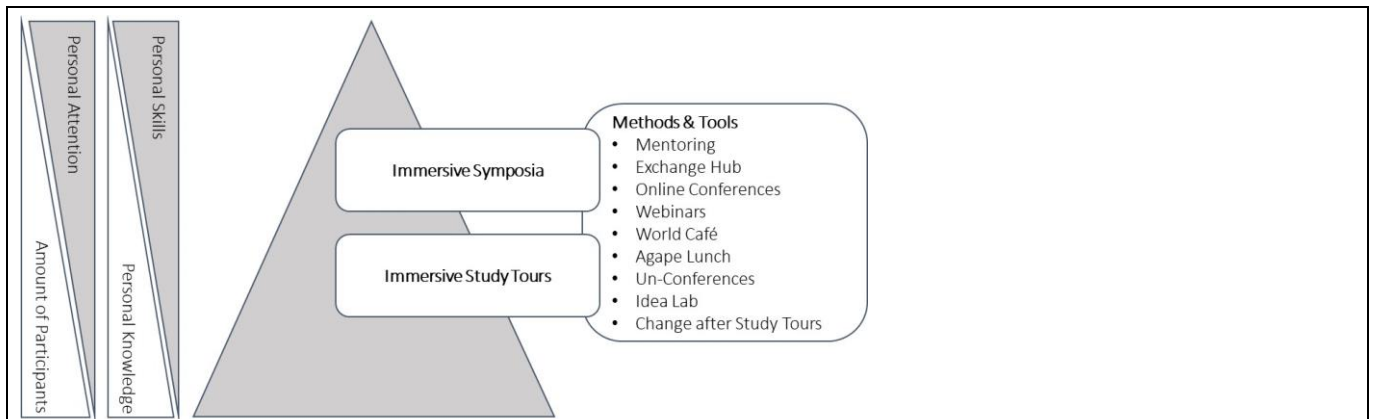 Personal Attention
Amount of Participants
Personal Skills
Personal Knowledge
Immersive Symposia
Immersive Study Tours
Methods & Tools
• Mentoring
• Exchange Hub
• Online Conferences
• Webinars
• World Café
• Agape Lunch
• Un-Conferences
• Idea Lab
• Change after Study Tours